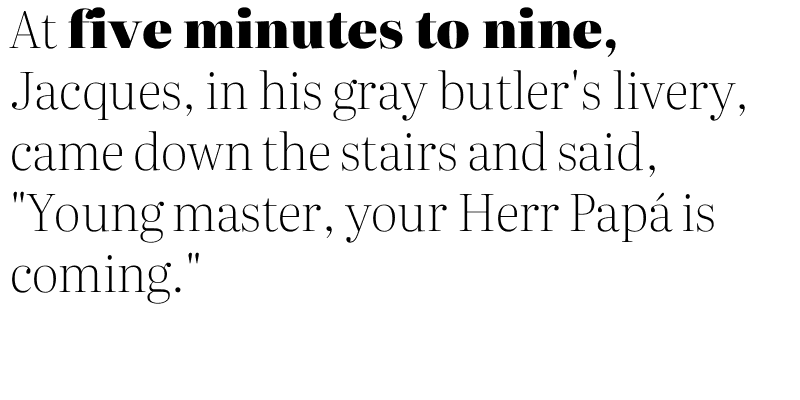 At five minutes to nine,
Jacques, in his gray butler's livery,
came down the stairs and said,
"Young master, your Herr Papá is
coming."